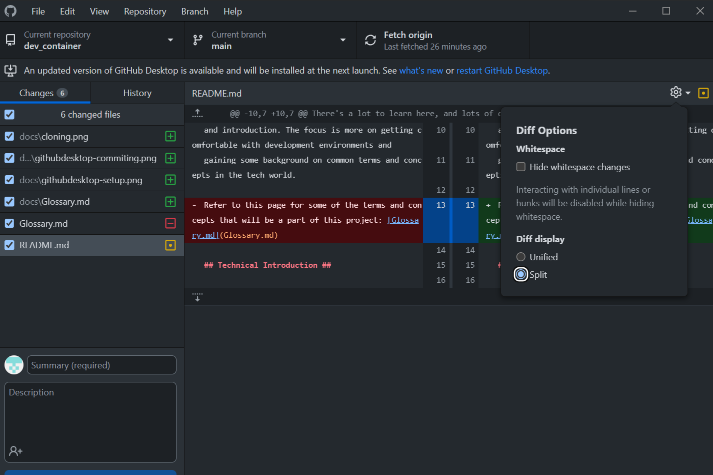 File Edit View Repository Branch Help
Current repository
dev_container
Current branch
main
Fetch origin
Last fetched 26 minutes ago
An updated version of GitHub Desktop is available and will be installed at the next launch. See what's new or restart GitHub Desktop.
Changes 6 History
6 changed files
docs\cloning.png
d...\githubdesktop-commiting.png
docs\githubdesktop-setup.png
docs\Glossary.md
Glossary.md
README.md
Summary (required)
Description
README.md
@@ -10,7 +10,7 @@ There's a lot to learn here, and lots of
and introduction. The focus is more on getting c 10 10
omfortable with development environments and
gaining some background on common terms and conc 11 11
epts in the tech world.
12 12
- Refer to this page for some of the terms and con 13 13 +
cepts that will be a part of this project: [Glossa
ry.md](Glossary.md)
14 14
## Technical Introduction ## 15 15
16 16
Diff Options
Whitespace
Hide whitespace changes
Interacting with individual lines or
hunks will be disabled while hiding
whitespace.
Diff display
Unified
Split